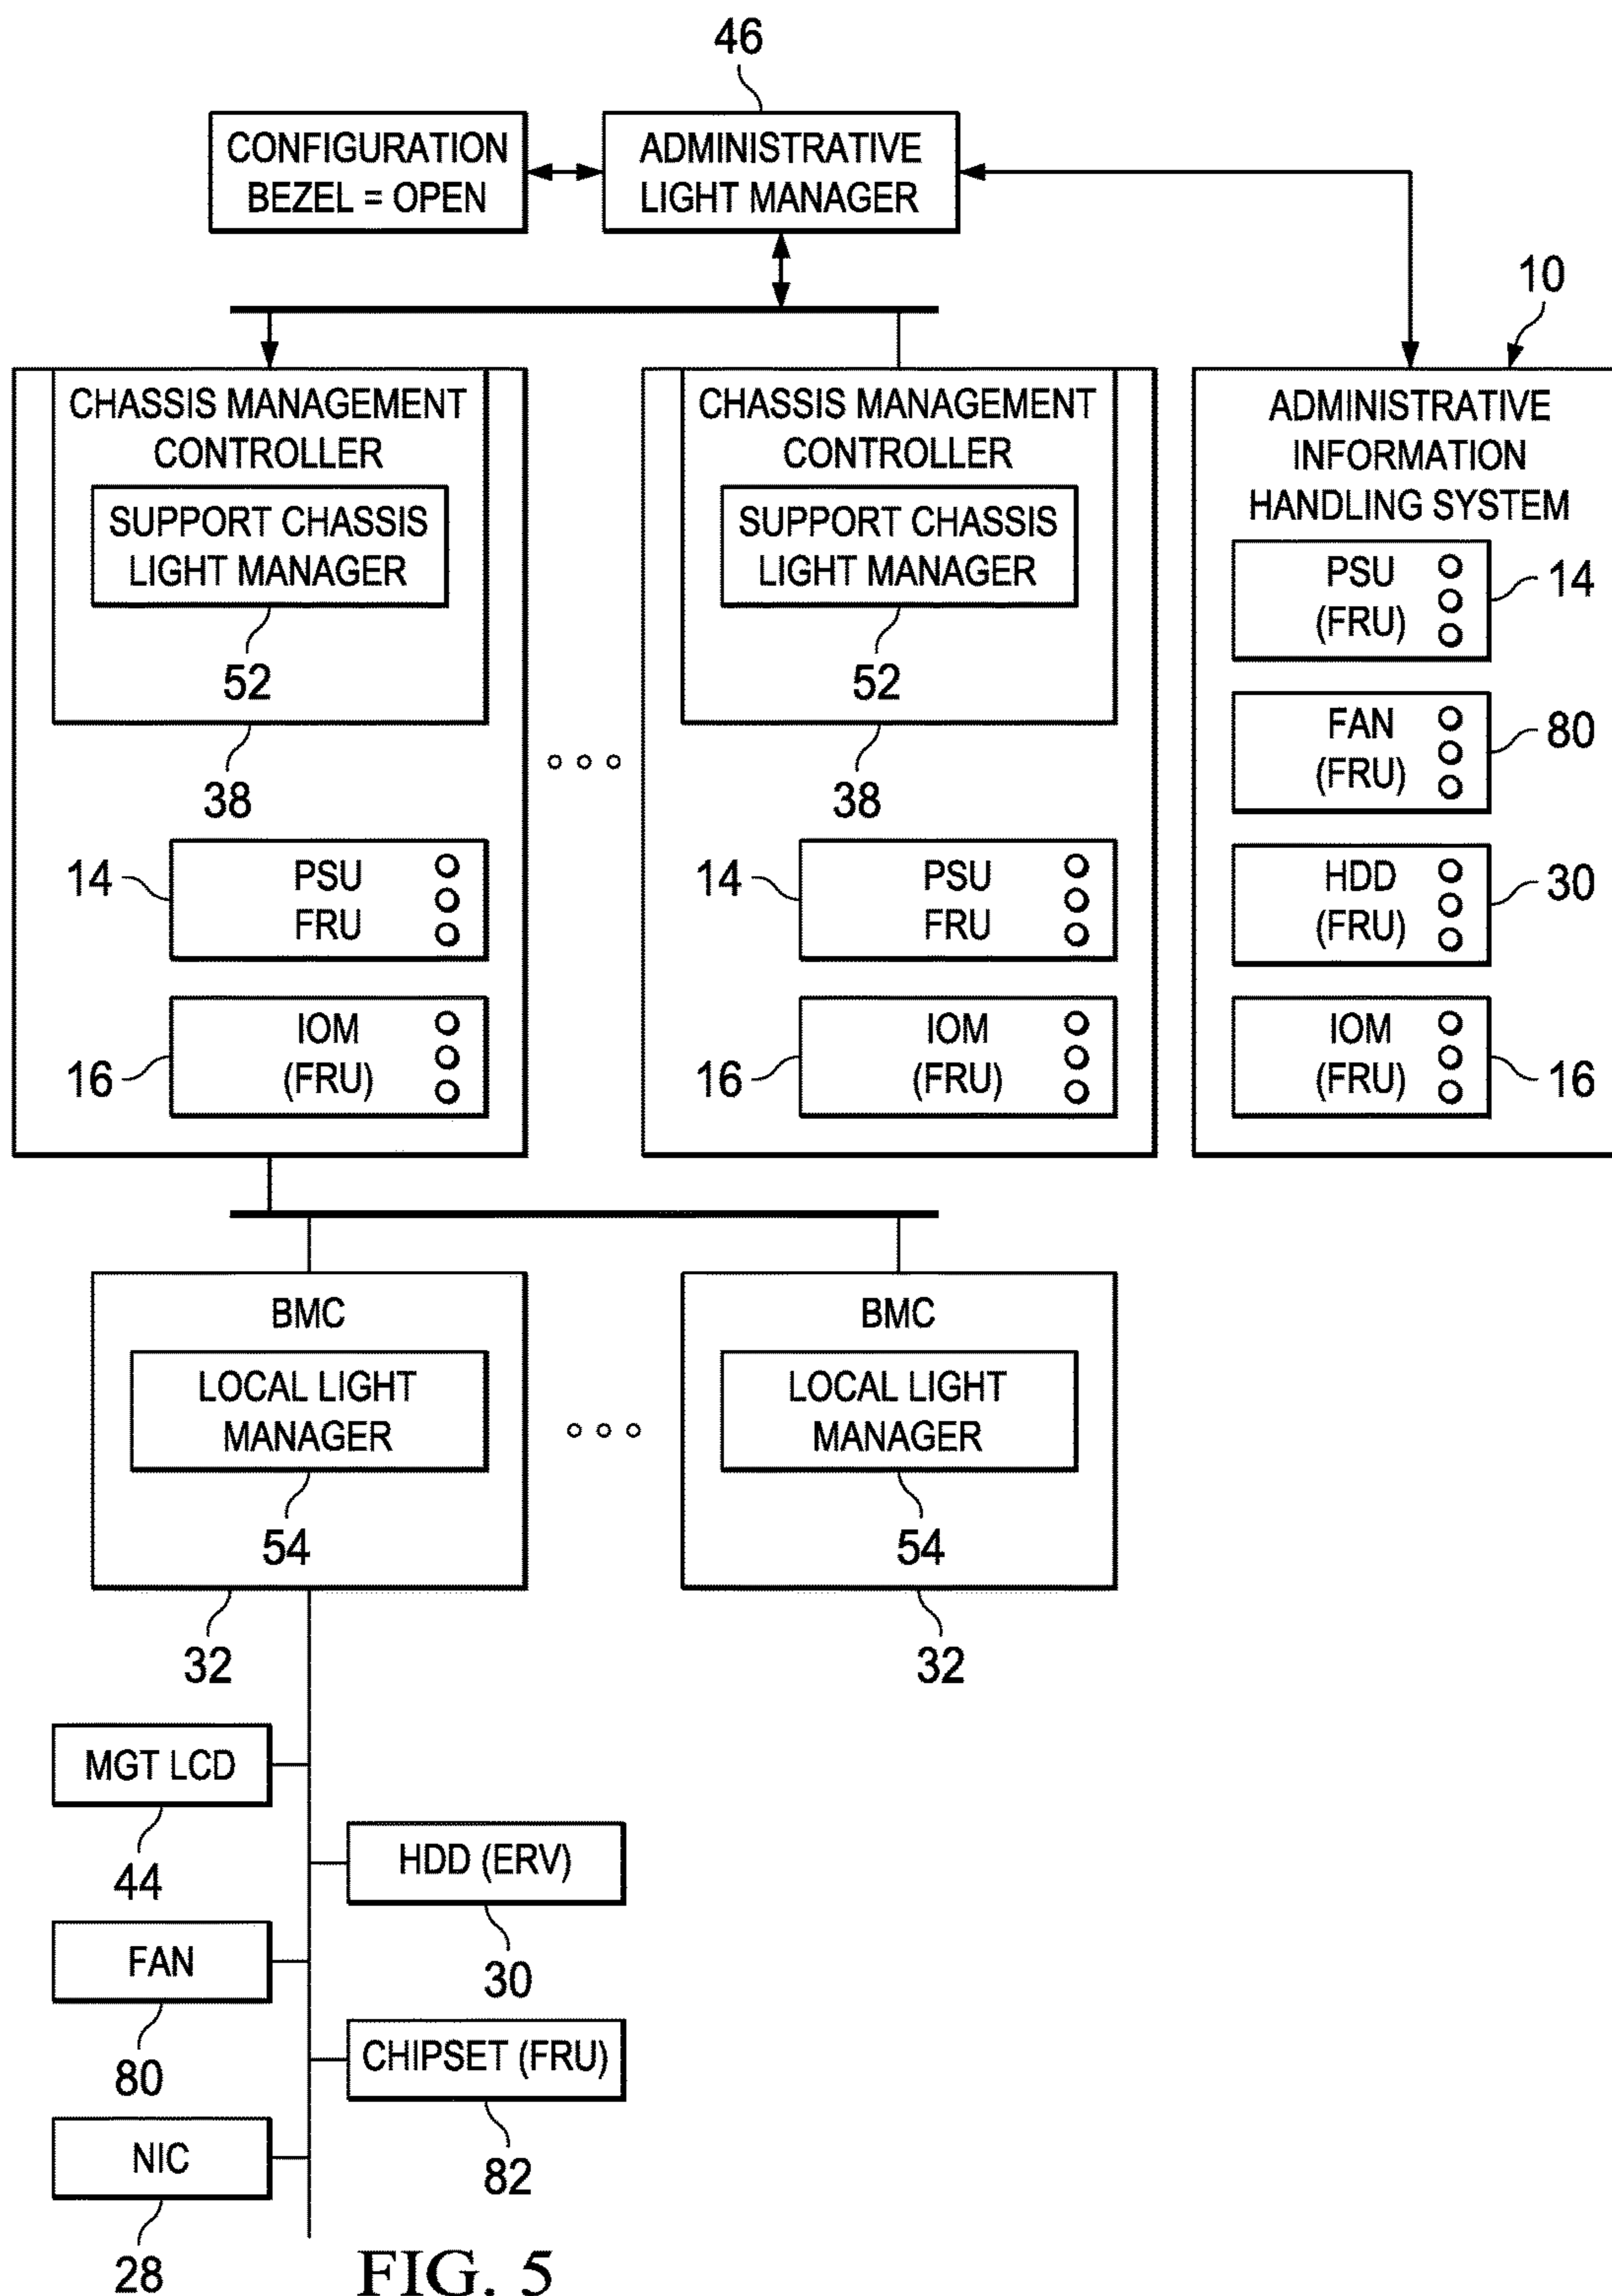 46
CONFIGURATION
BEZEL = OPEN
ADMINISTRATIVE
LIGHT MANAGER
10
CHASSIS MANAGEMENT
CONTROLLER
SUPPORT CHASSIS
LIGHT MANAGER
52
38
14
PSU
FRU
16
IOM
(FRU)
CHASSIS MANAGEMENT
CONTROLLER
SUPPORT CHASSIS
LIGHT MANAGER
52
38
14
PSU
FRU
16
IOM
(FRU)
ADMINISTRATIVE
INFORMATION
HANDLING SYSTEM
PSU
(FRU)
14
FAN
(FRU)
80
HDD
(FRU)
30
IOM
(FRU)
16
BMC
LOCAL LIGHT
MANAGER
54
32
BMC
LOCAL LIGHT
MANAGER
54
32
MGT LCD
44
HDD (ERV)
30
FAN
80
CHIPSET (FRU)
82
NIC
28
FIG. 5